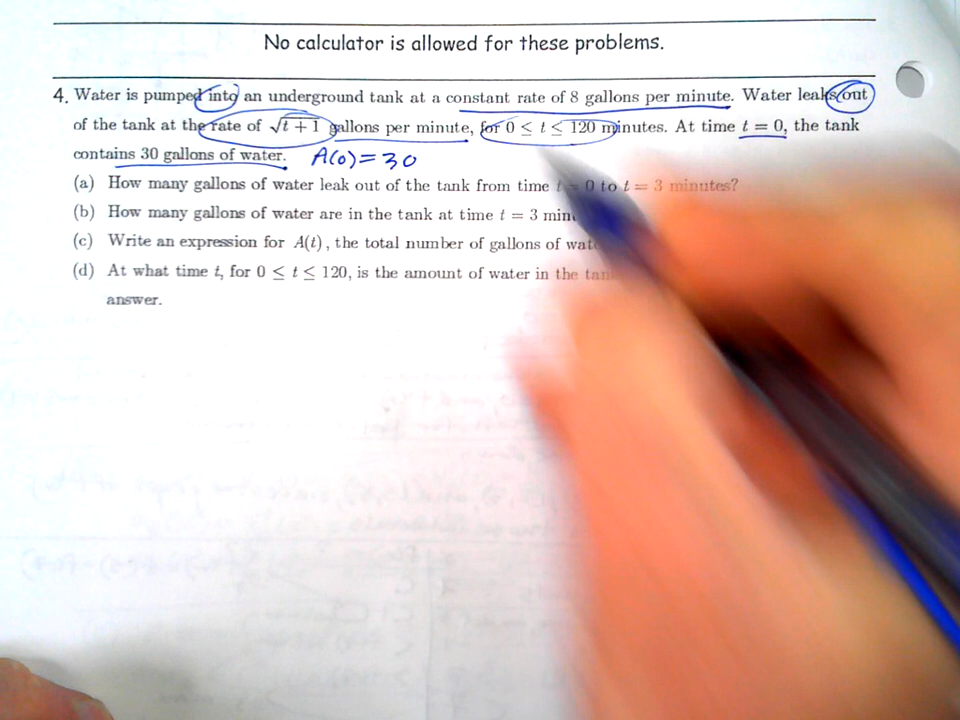 No calculator is allowed for these problems.
4. Water is pumped into an underground tank at a constant rate of 8 gallons per minute. Water leaks out
of the tank at the rate of √t + 1 gallons per minute, for 0 ≤ t ≤ 120 minutes. At time t = 0, the tank
contains 30 gallons of water. A(0)=30
(a) How many gallons of water leak out of the tank from time t = 0 to t = 3 minutes?
(b) How many gallons of water are in the tank at time t = 3
(c) Write an expression for A(t), the total number of gallons of
(d) At what time t, for 0 ≤ t ≤ 120, is the amount of water in the
answer.